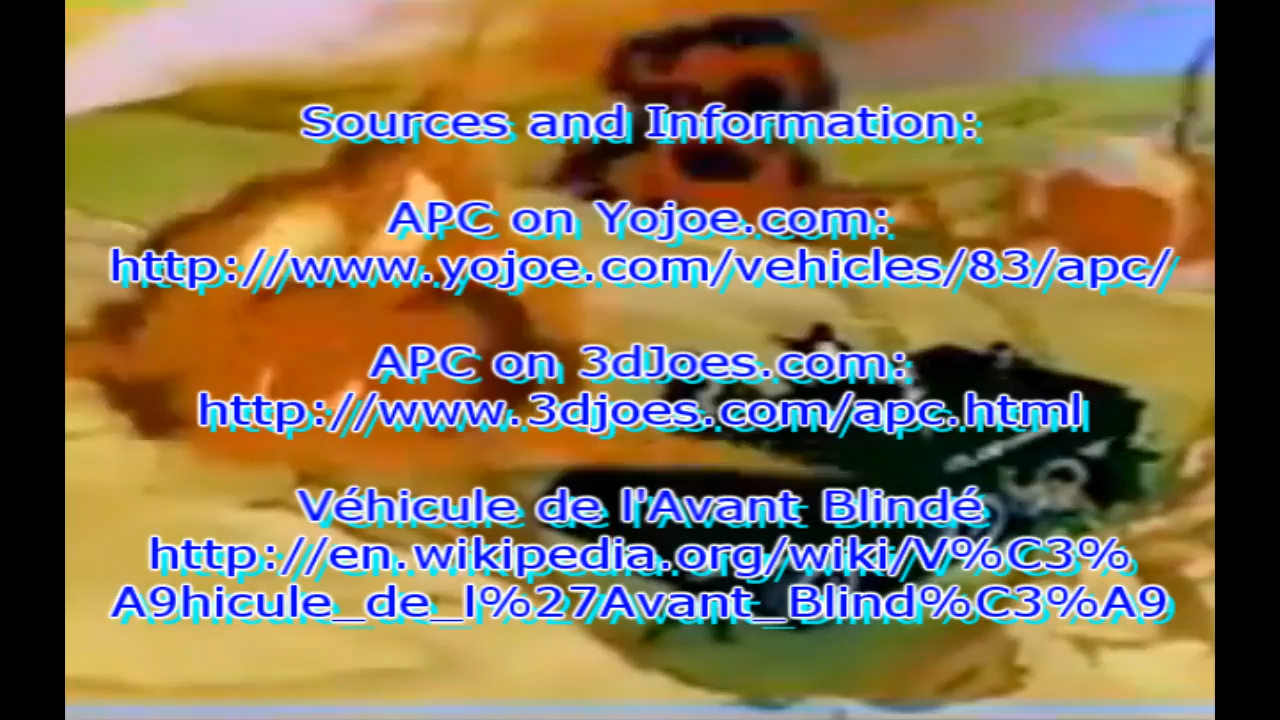 Sources and Information:
APC on Yojoe.com:
http://www.yojoe.com/vehicles/83/apc/
APC on 3dJoes.com:
http://www.3djoes.com/apc.html
Véhicule de l'Avant Blindé
http://en.wikipedia.org/wiki/V%C3%
A9hicule_de_l%27Avant_Blind%C3%A9